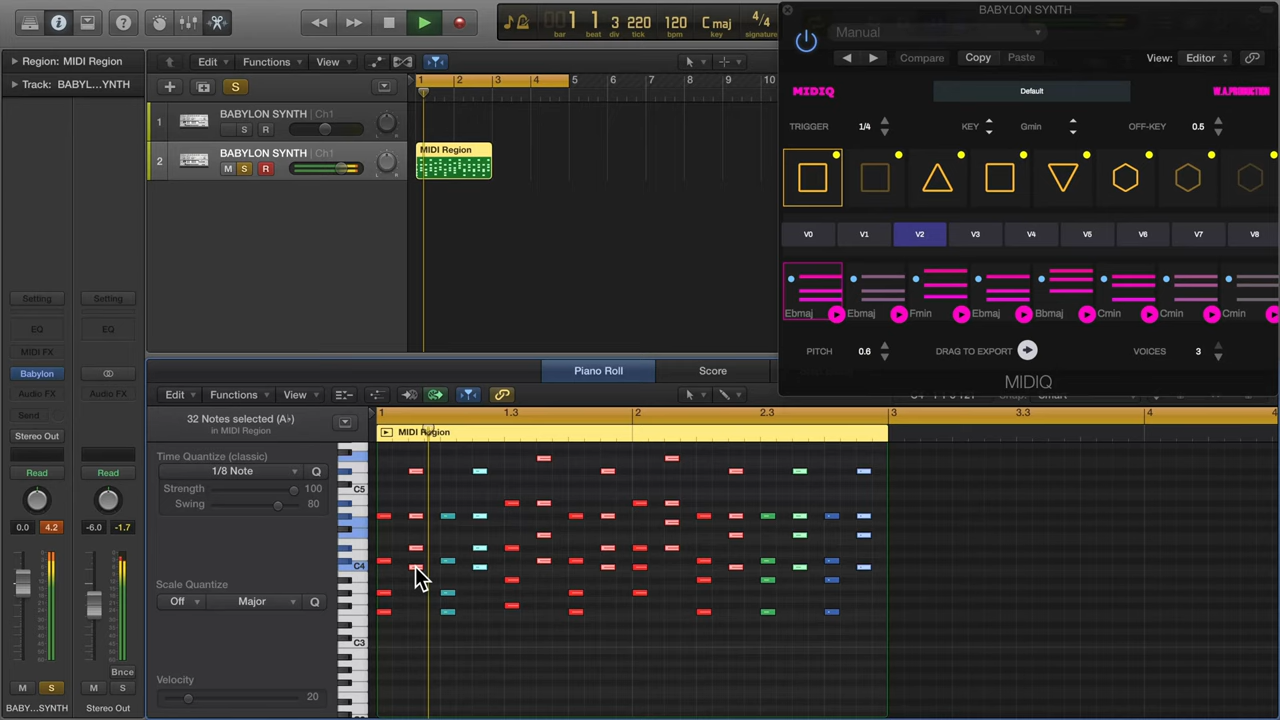 1 1 3 220 120 C maj 4/4
bar beat div tick bpm key signature
BABYLON SYNTH
Manual
Compare Copy Paste View: Editor
MIDIQ Default W.A.PRODUCTION
TRIGGER 1/4 KEY Gmin OFF-KEY 0.5
V0 V1 V2 V3 V4 V5 V6 V7 V8
Ebmaj Ebmaj Fmin Ebmaj Bbmaj Cmin Cmin Cmin
PITCH 0.6 DRAG TO EXPORT VOICES 3
MIDIQ
Region: MIDI Region
Track: BABYL...YNTH
Edit Functions View
S
1 2 3 4 5 6 7 8 9 10
1 BABYLON SYNTH Ch1
M S R
2 BABYLON SYNTH Ch1
M S R
MIDI Region
Setting Setting
EQ EQ
MIDI FX
Babylon
Audio FX Audio FX
Send
Stereo Out
Read Read
0.0 4.2 -6.0 -1.7
Bnce
M S M S
BABY...SYNTH Stereo Out
Piano Roll Score
Edit Functions View
32 Notes selected (A♭)
in MIDI Region
1 1.3 2 2.3 3 3.3 4
MIDI Region
Time Quantize (classic)
1/8 Note Q
Strength 100
Swing 80
Scale Quantize
Off Major Q
Velocity 20
C5
C4
C3